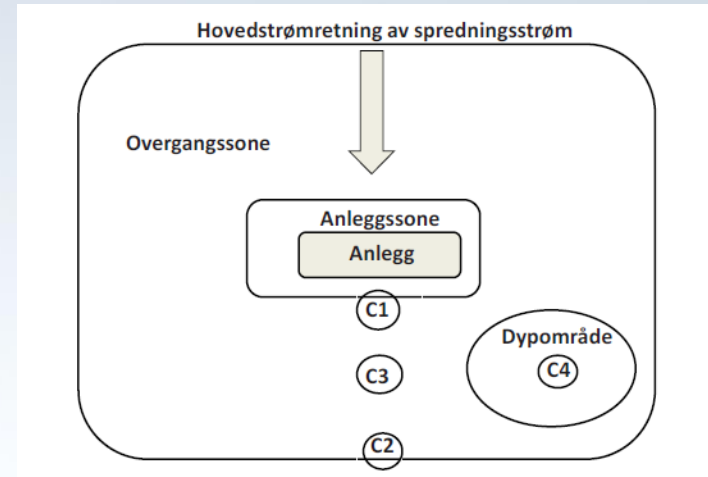 Hovedstrømretning av spredningsstrøm
Overgangssone
Anleggssone
Anlegg
C1
Dypområde
C3
C4
C2